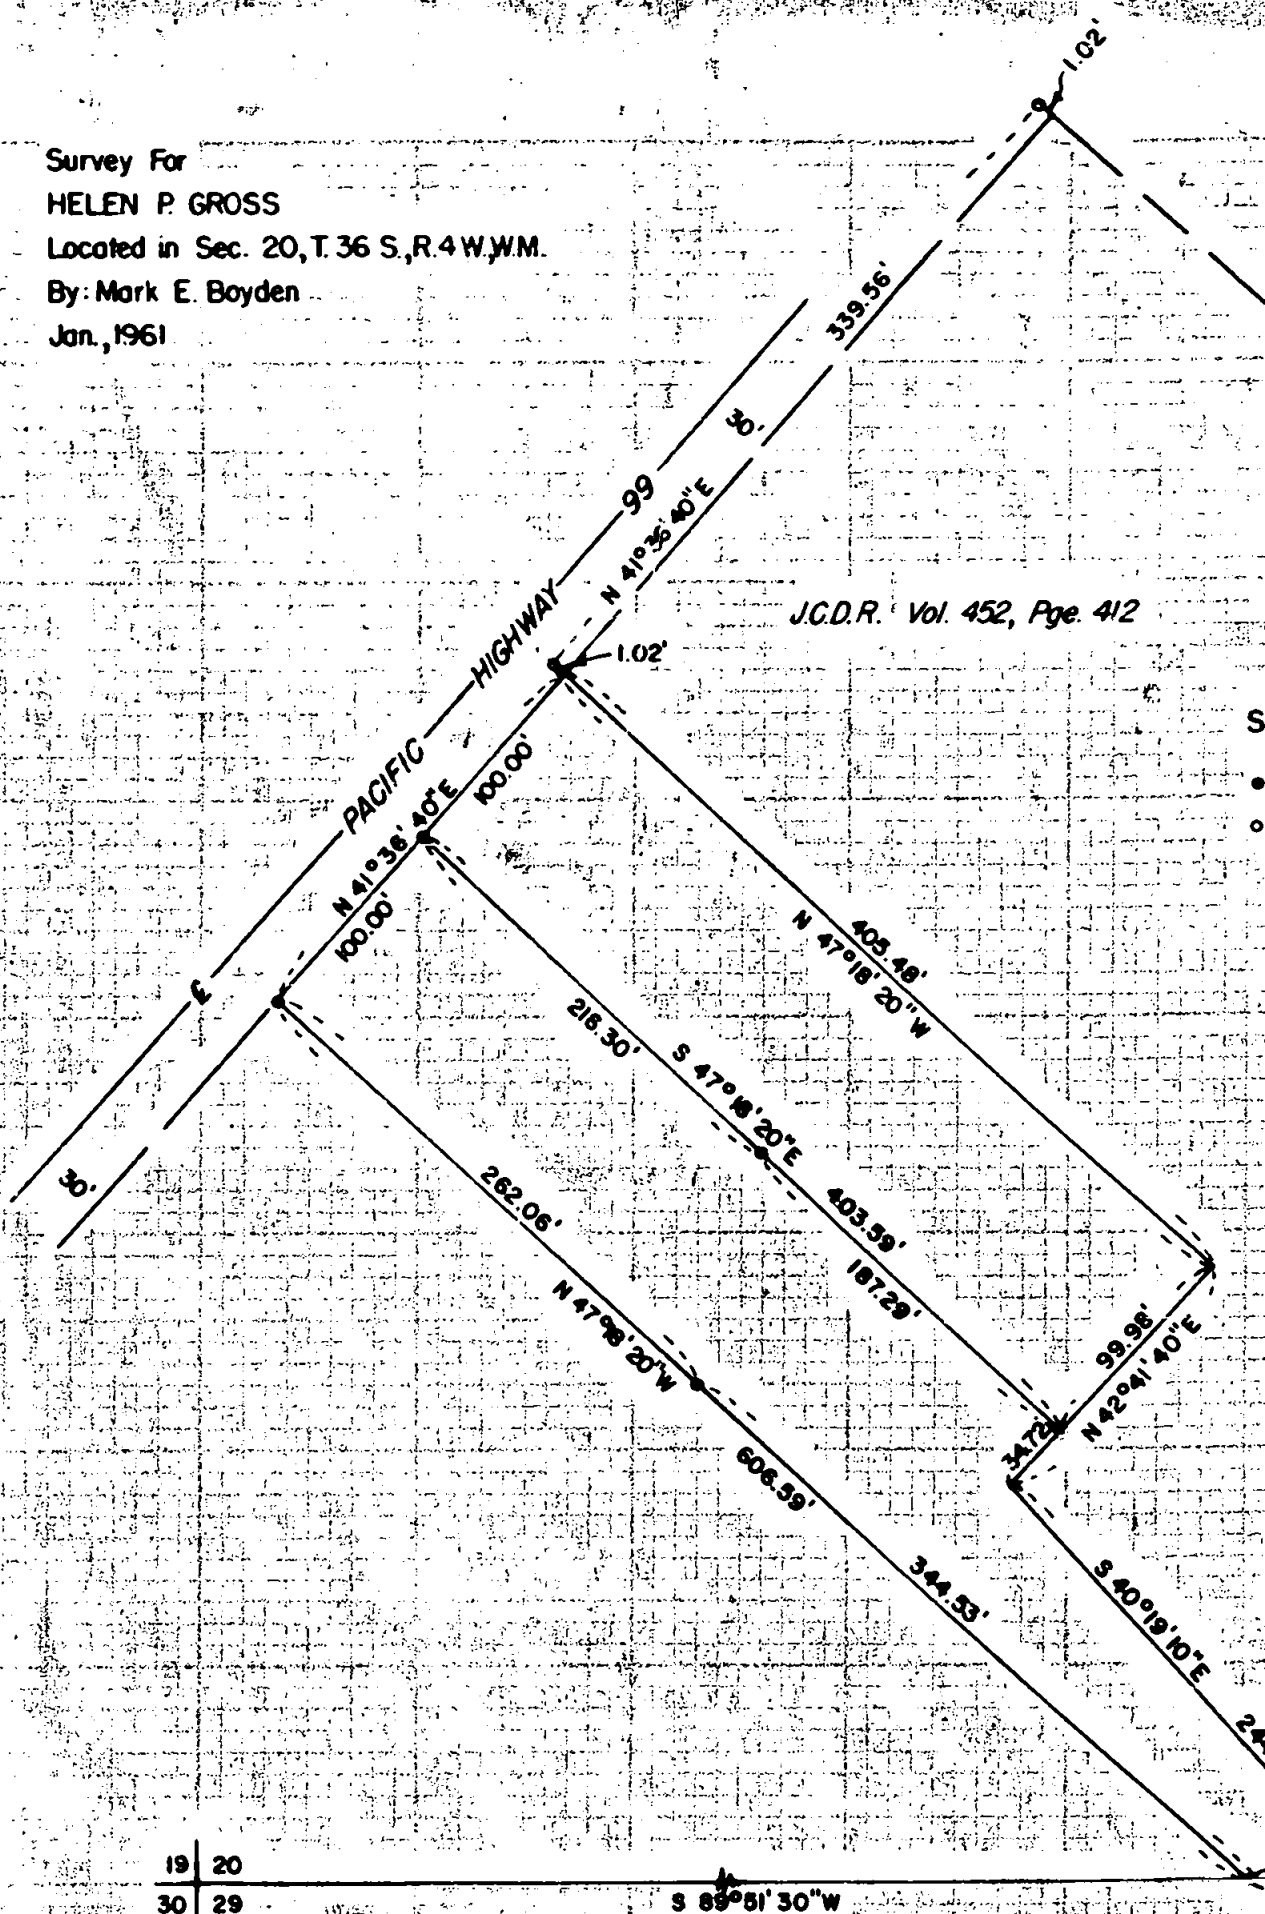 1.02'
Survey For
HELEN P. GROSS
Located in Sec. 20, T. 36 S., R. 4 W., W.M.
By: Mark E. Boyden
Jan., 1961
339.56'
30'
99
N 41°36' 40" E
HIGHWAY
J.C.D.R. Vol. 452, Pge. 412
1.02'
S
PACIFIC
100.00'
N 41°36' 40" E
100.00'
405.48'
N 47°18' 20" W
℄
216.30'
S 47°18' 20" E
30'
262.06'
403.59'
187.29'
N 47°18' 20" W
99.98'
N 42°41' 40" E
34.72'
606.59'
344.53'
S 40°19' 10" E
24
19 20
30 29
S 89°51' 30" W